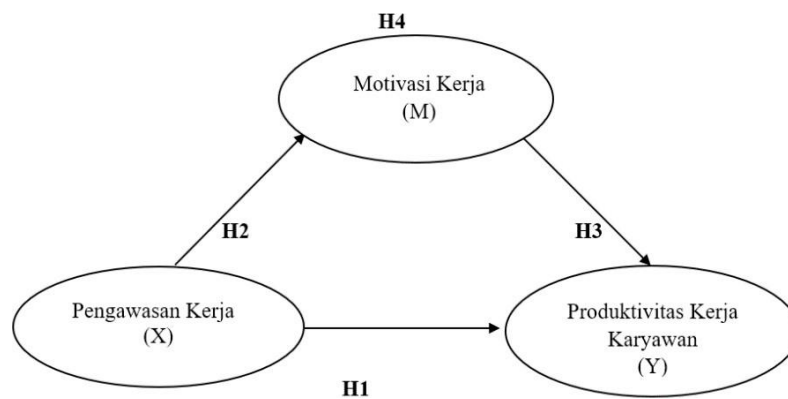 H4
Motivasi Kerja
(M)
H2
H3
Pengawasan Kerja
(X)
Produktivitas Kerja
Karyawan
(Y)
H1